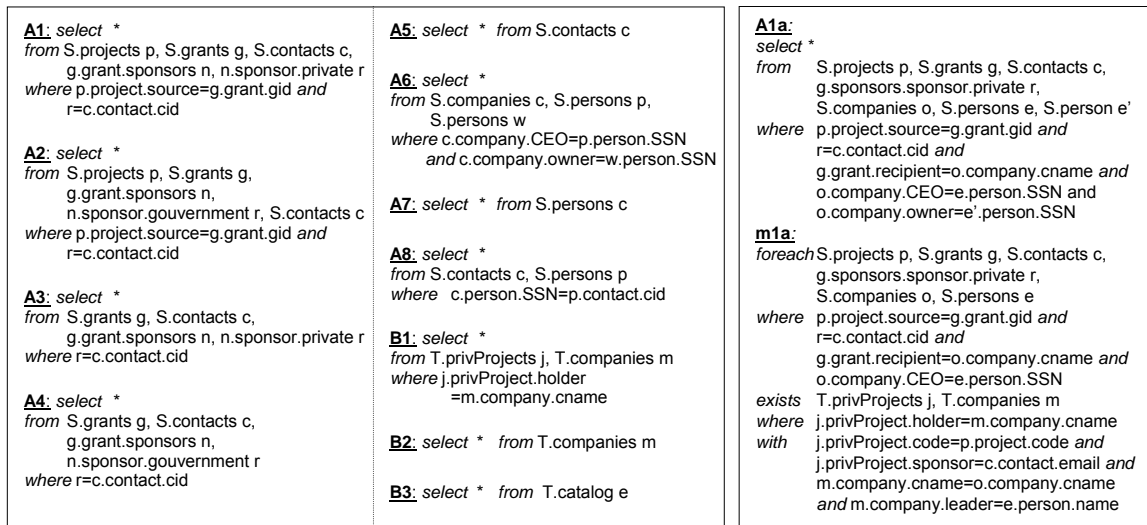 A1: select *
from S.projects p, S.grants g, S.contacts c,
g.grant.sponsors n, n.sponsor.private r
where p.project.source=g.grant.gid and
r=c.contact.cid
A2: select *
from S.projects p, S.grants g,
g.grant.sponsors n,
n.sponsor.gouvernment r, S.contacts c
where p.project.source=g.grant.gid and
r=c.contact.cid
A3: select *
from S.grants g, S.contacts c,
g.grant.sponsors n, n.sponsor.private r
where r=c.contact.cid
A4: select *
from S.grants g, S.contacts c,
g.grant.sponsors n,
n.sponsor.gouvernment r
where r=c.contact.cid
A5: select * from S.contacts c
A6: select *
from S.companies c, S.persons p,
S.persons w
where c.company.CEO=p.person.SSN
and c.company.owner=w.person.SSN
A7: select * from S.persons c
A8: select *
from S.contacts c, S.persons p
where c.person.SSN=p.contact.cid
B1: select *
from T.privProjects j, T.companies m
where j.privProject.holder
=m.company.cname
B2: select * from T.companies m
B3: select * from T.catalog e
A1a:
select *
from S.projects p, S.grants g, S.contacts c,
g.sponsors.sponsor.private r,
S.companies o, S.persons e, S.person e'
where p.project.source=g.grant.gid and
r=c.contact.cid and
g.grant.recipient=o.company.cname and
o.company.CEO=e.person.SSN and
o.company.owner=e'.person.SSN
m1a:
foreach S.projects p, S.grants g, S.contacts c,
g.sponsors.sponsor.private r,
S.companies o, S.persons e
where p.project.source=g.grant.gid and
r=c.contact.cid and
g.grant.recipient=o.company.cname and
o.company.CEO=e.person.SSN
exists T.privProjects j, T.companies m
where j.privProject.holder=m.company.cname
with j.privProject.code=p.project.code and
j.privProject.sponsor=c.contact.email and
m.company.cname=o.company.cname
and m.company.leader=e.person.name